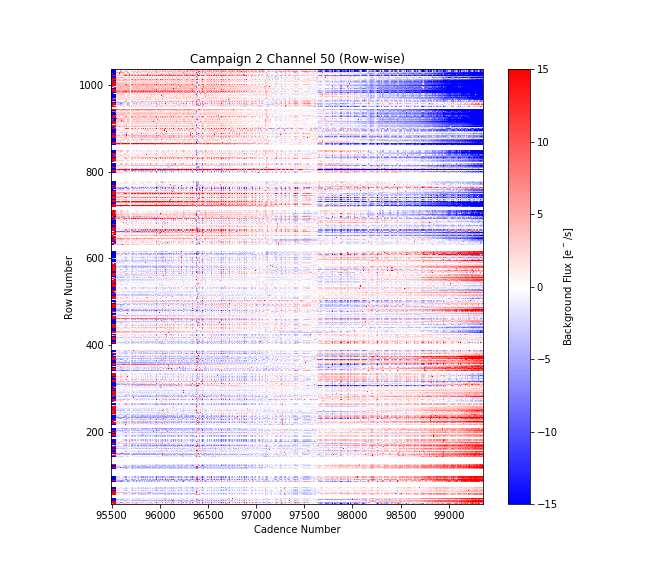 Campaign 2 Channel 50 (Row-wise)
1000
800
600
400
200
Row Number
95500 96000 96500 97000 97500 98000 98500 99000
Cadence Number
15
10
5
0
−5
−10
−15
Background Flux [e⁻/s]